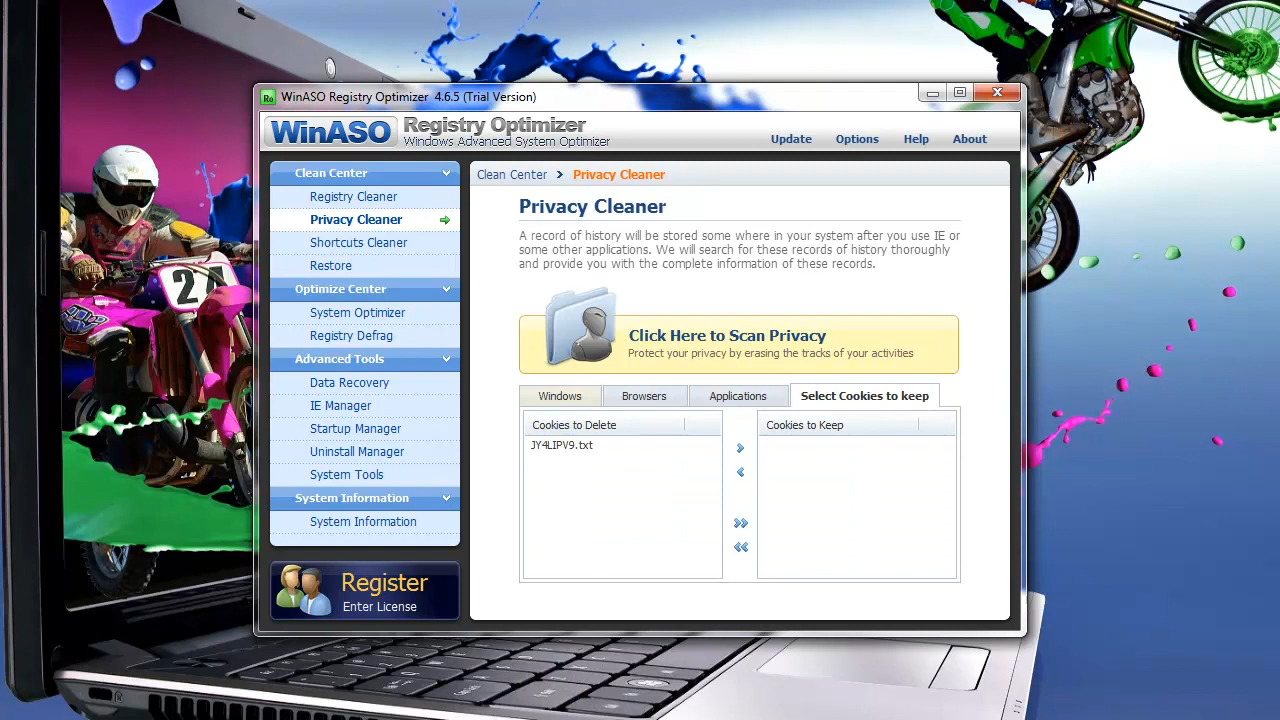 WinASO Registry Optimizer 4.6.5 (Trial Version)
WinASO Registry Optimizer
Windows Advanced System Optimizer
Update Options Help About
Clean Center
Registry Cleaner
Privacy Cleaner
Shortcuts Cleaner
Restore
Optimize Center
System Optimizer
Registry Defrag
Advanced Tools
Data Recovery
IE Manager
Startup Manager
Uninstall Manager
System Tools
System Information
System Information
Register
Enter License
Clean Center > Privacy Cleaner
Privacy Cleaner
A record of history will be stored some where in your system after you use IE or
some other applications. We will search for these records of history thoroughly
and provide you with the complete information of these records.
Click Here to Scan Privacy
Protect your privacy by erasing the tracks of your activities
Windows Browsers Applications Select Cookies to keep
Cookies to Delete
JY4LIPV9.txt
Cookies to Keep